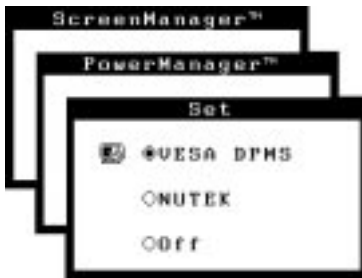 ScreenManager™
PowerManager™
Set
VESA DPMS
NUTEK
Off